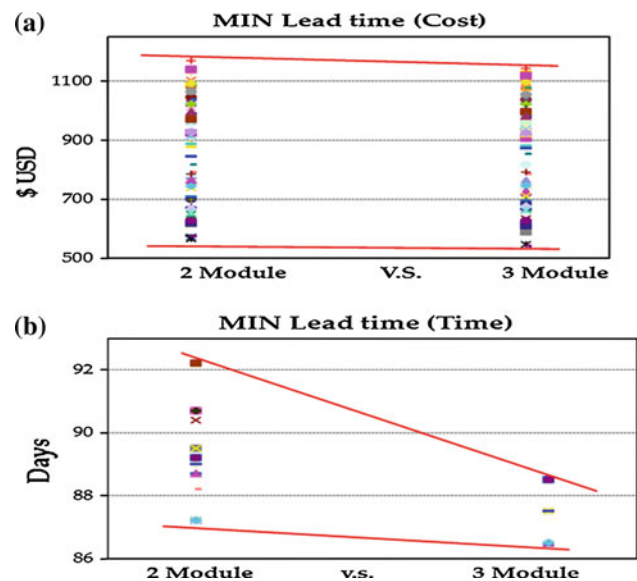 (a)
MIN Lead time (Cost)
1100
900
700
500
$ USD
2 Module V.S. 3 Module
(b)
MIN Lead time (Time)
92
90
88
86
Days
2 Module v.s. 3 Module